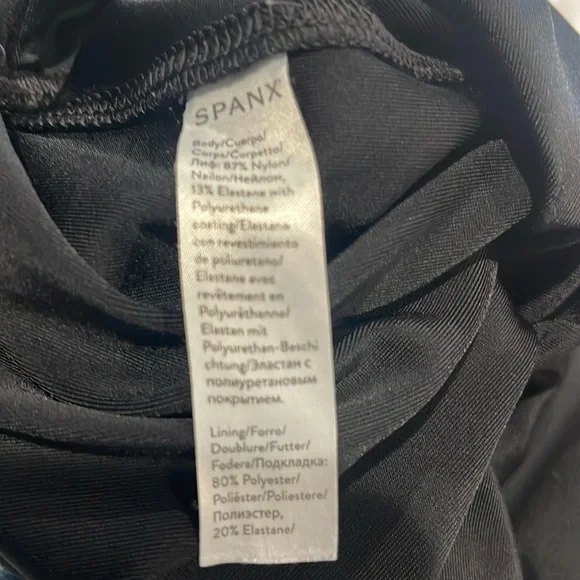 SPANX
Body/Cuerpo/
Corps/Corpetto/
Лиф: 87% Nylon/
Nailon/Нейлон,
13% Elastane with
Polyurethane
coating/Elastano
con revestimiento
de poliuretano/
Elastane avec
revêtement en
Polyuréthanne/
Elastan mit
Polyurethan-Beschi
chtung/Эластан с
полиуретановым
покрытием.
Lining/Forro/
Doublure/Futter/
Fodera/Подкладка:
80% Polyester/
Poliéster/Poliestere/
Полиэстер,
20% Elastane/